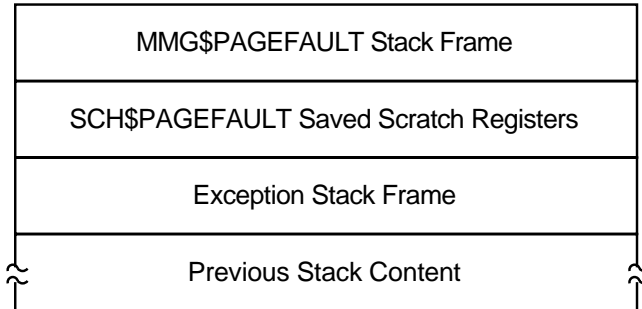 MMG$PAGEFAULT Stack Frame
SCH$PAGEFAULT Saved Scratch Registers
Exception Stack Frame
Previous Stack Content